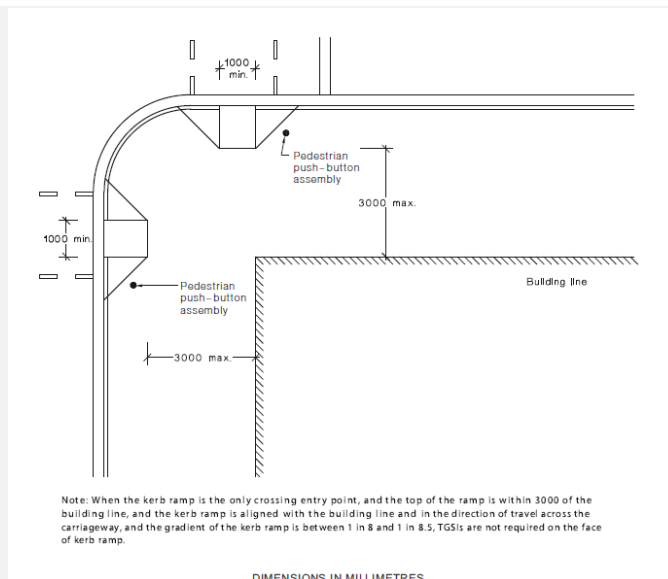 1000
min.
Pedestrian
push-button
assembly
3000 max.
1000 min.
Building line
Pedestrian
push-button
assembly
3000 max.
Note: When the kerb ramp is the only crossing entry point, and the top of the ramp is within 3000 of the
building line, and the kerb ramp is aligned with the building line and in the direction of travel across the
carriageway, and the gradient of the kerb ramp is between 1 in 8 and 1 in 8.5, TGSIs are not required on the face
of kerb ramp.
DIMENSIONS IN MILLIMETRES